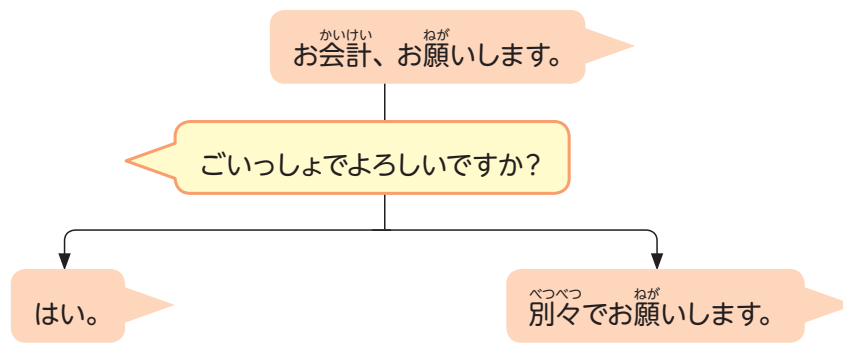 かいけい ねが
お会計、お願いします。
ごいっしょでよろしいですか?
はい。
べつべつ ねが
別々でお願いします。